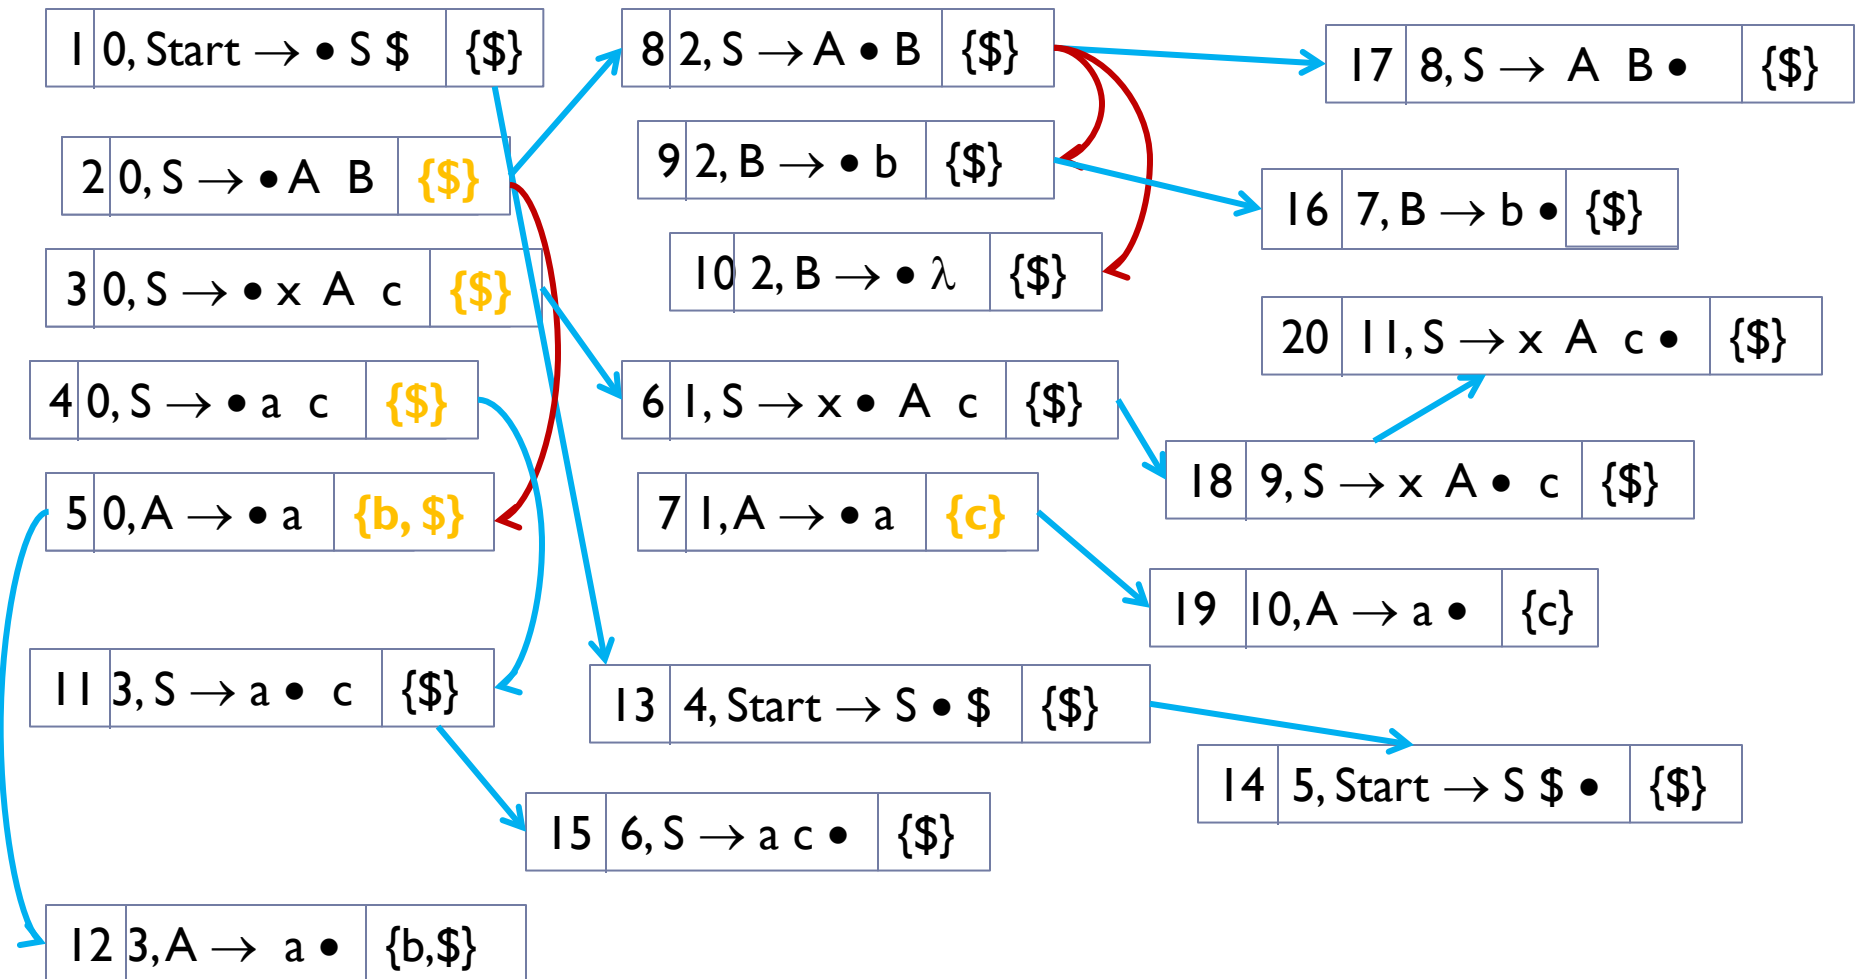 1 0, Start → • S $ {$}
2 0, S → • A B {$}
3 0, S → • x A c {$}
4 0, S → • a c {$}
5 0, A → • a {b, $}
11 3, S → a • c {$}
12 3, A → a • {b,$}
8 2, S → A • B {$}
9 2, B → • b {$}
10 2, B → • λ {$}
6 1, S → x • A c {$}
7 1, A → • a {c}
13 4, Start → S • $ {$}
15 6, S → a c • {$}
17 8, S → A B • {$}
16 7, B → b • {$}
20 11, S → x A c • {$}
18 9, S → x A • c {$}
19 10, A → a • {c}
14 5, Start → S $ • {$}